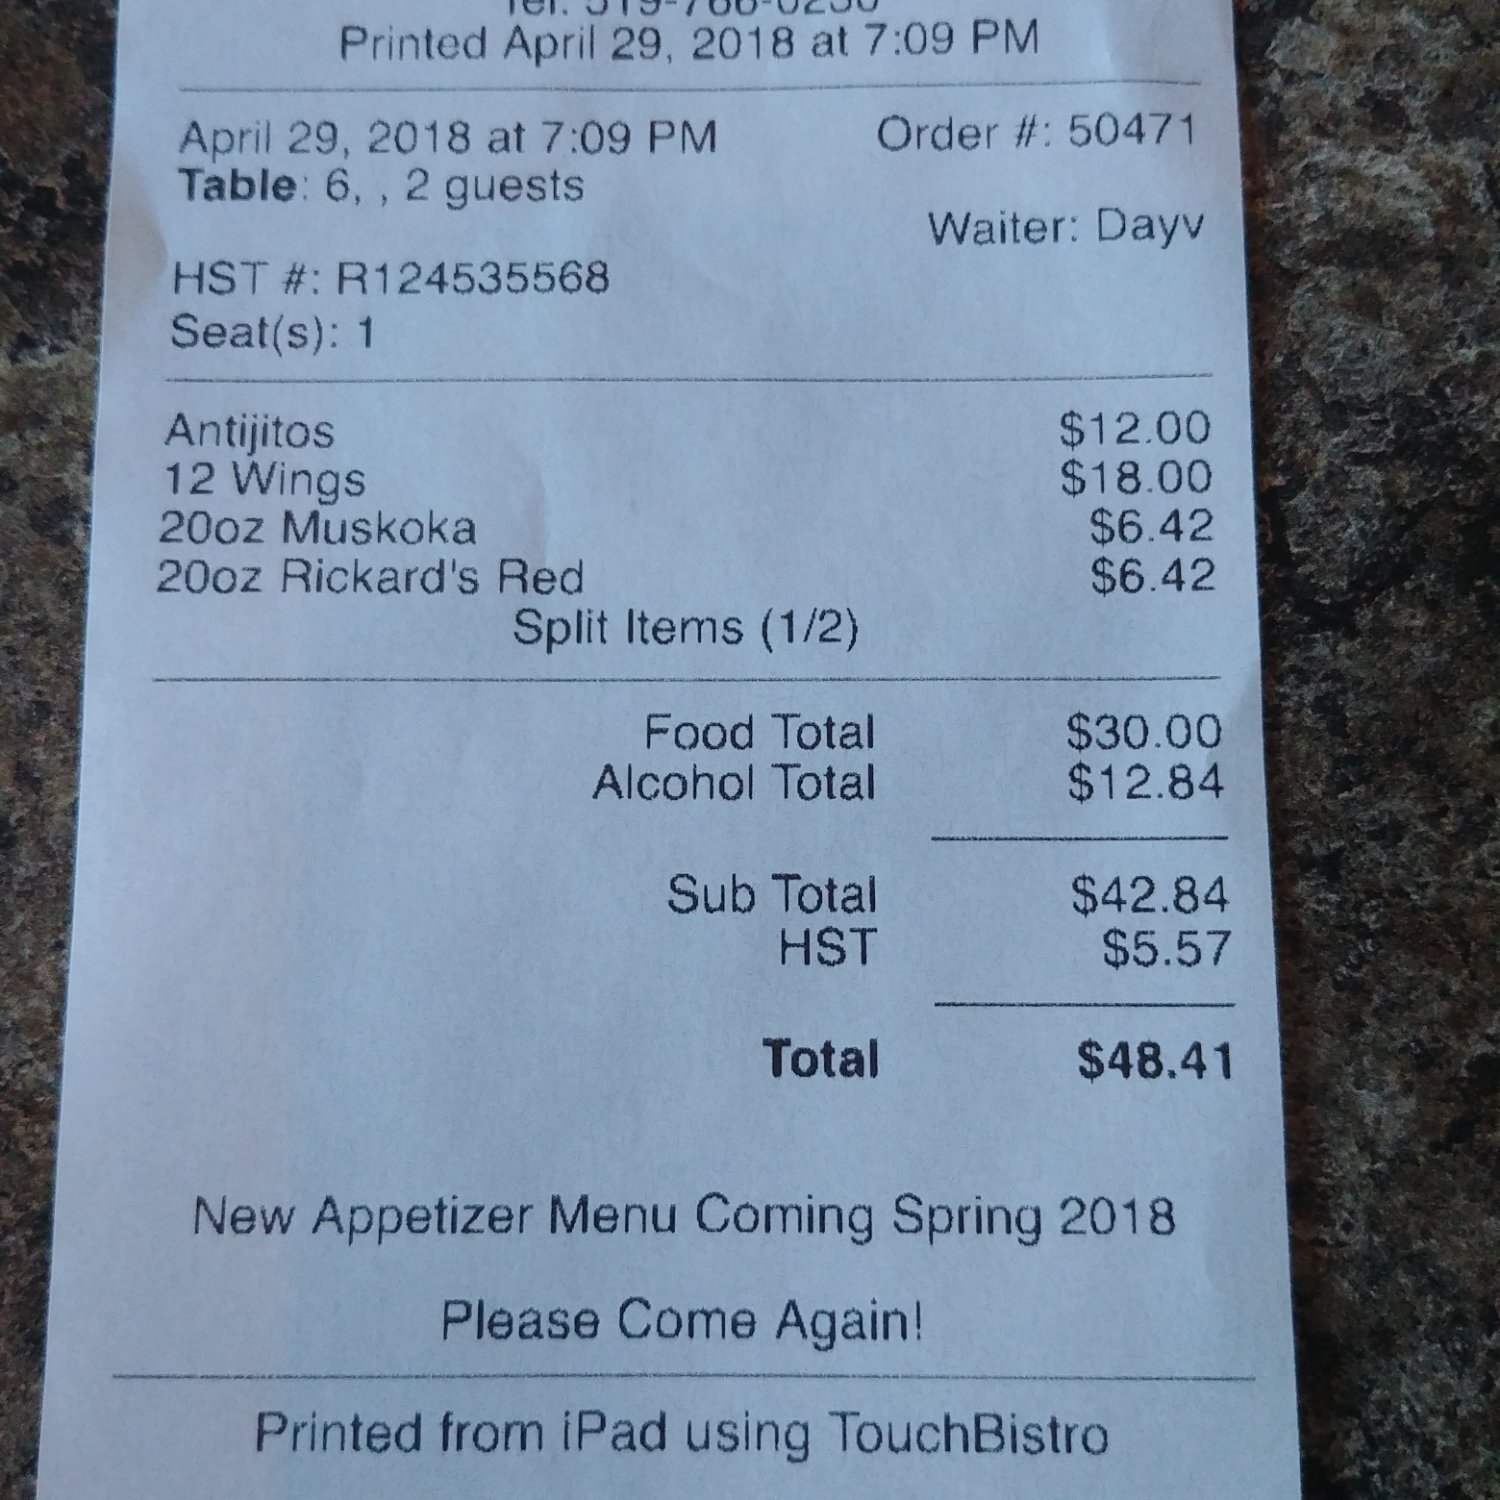 Printed April 29, 2018 at 7:09 PM
April 29, 2018 at 7:09 PM Order #: 50471
Table: 6, , 2 guests
Waiter: Dayv
HST #: R124535568
Seat(s): 1
Antijitos $12.00
12 Wings $18.00
20oz Muskoka $6.42
20oz Rickard's Red $6.42
Split Items (1/2)
Food Total $30.00
Alcohol Total $12.84
Sub Total $42.84
HST $5.57
Total $48.41
New Appetizer Menu Coming Spring 2018
Please Come Again!
Printed from iPad using TouchBistro